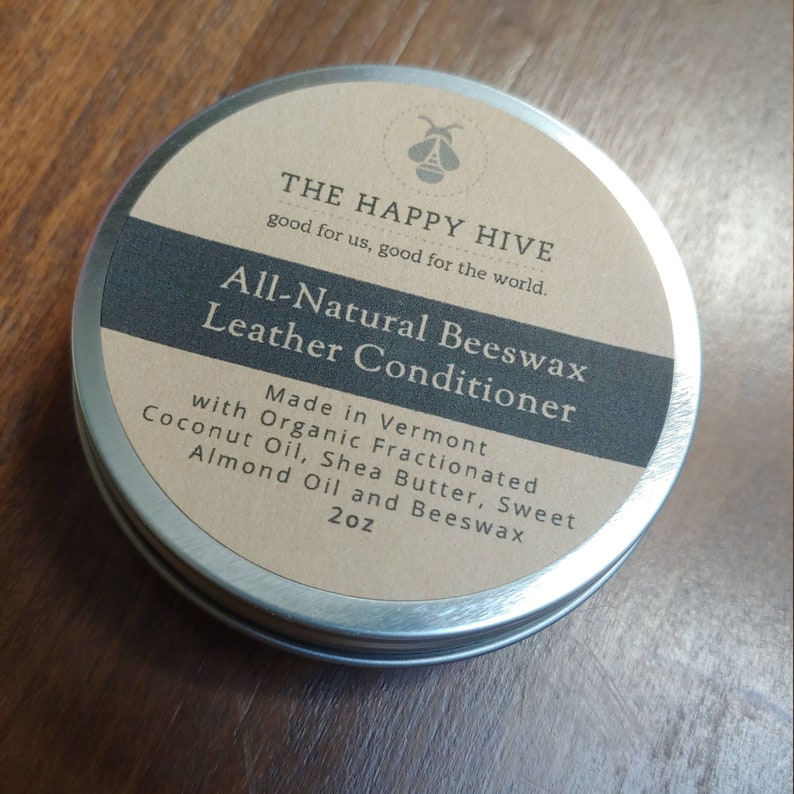 THE HAPPY HIVE
good for us, good for the world.
All-Natural Beeswax
Leather Conditioner
Made in Vermont
with Organic Fractionated
Coconut Oil, Shea Butter, Sweet
Almond Oil and Beeswax
2oz